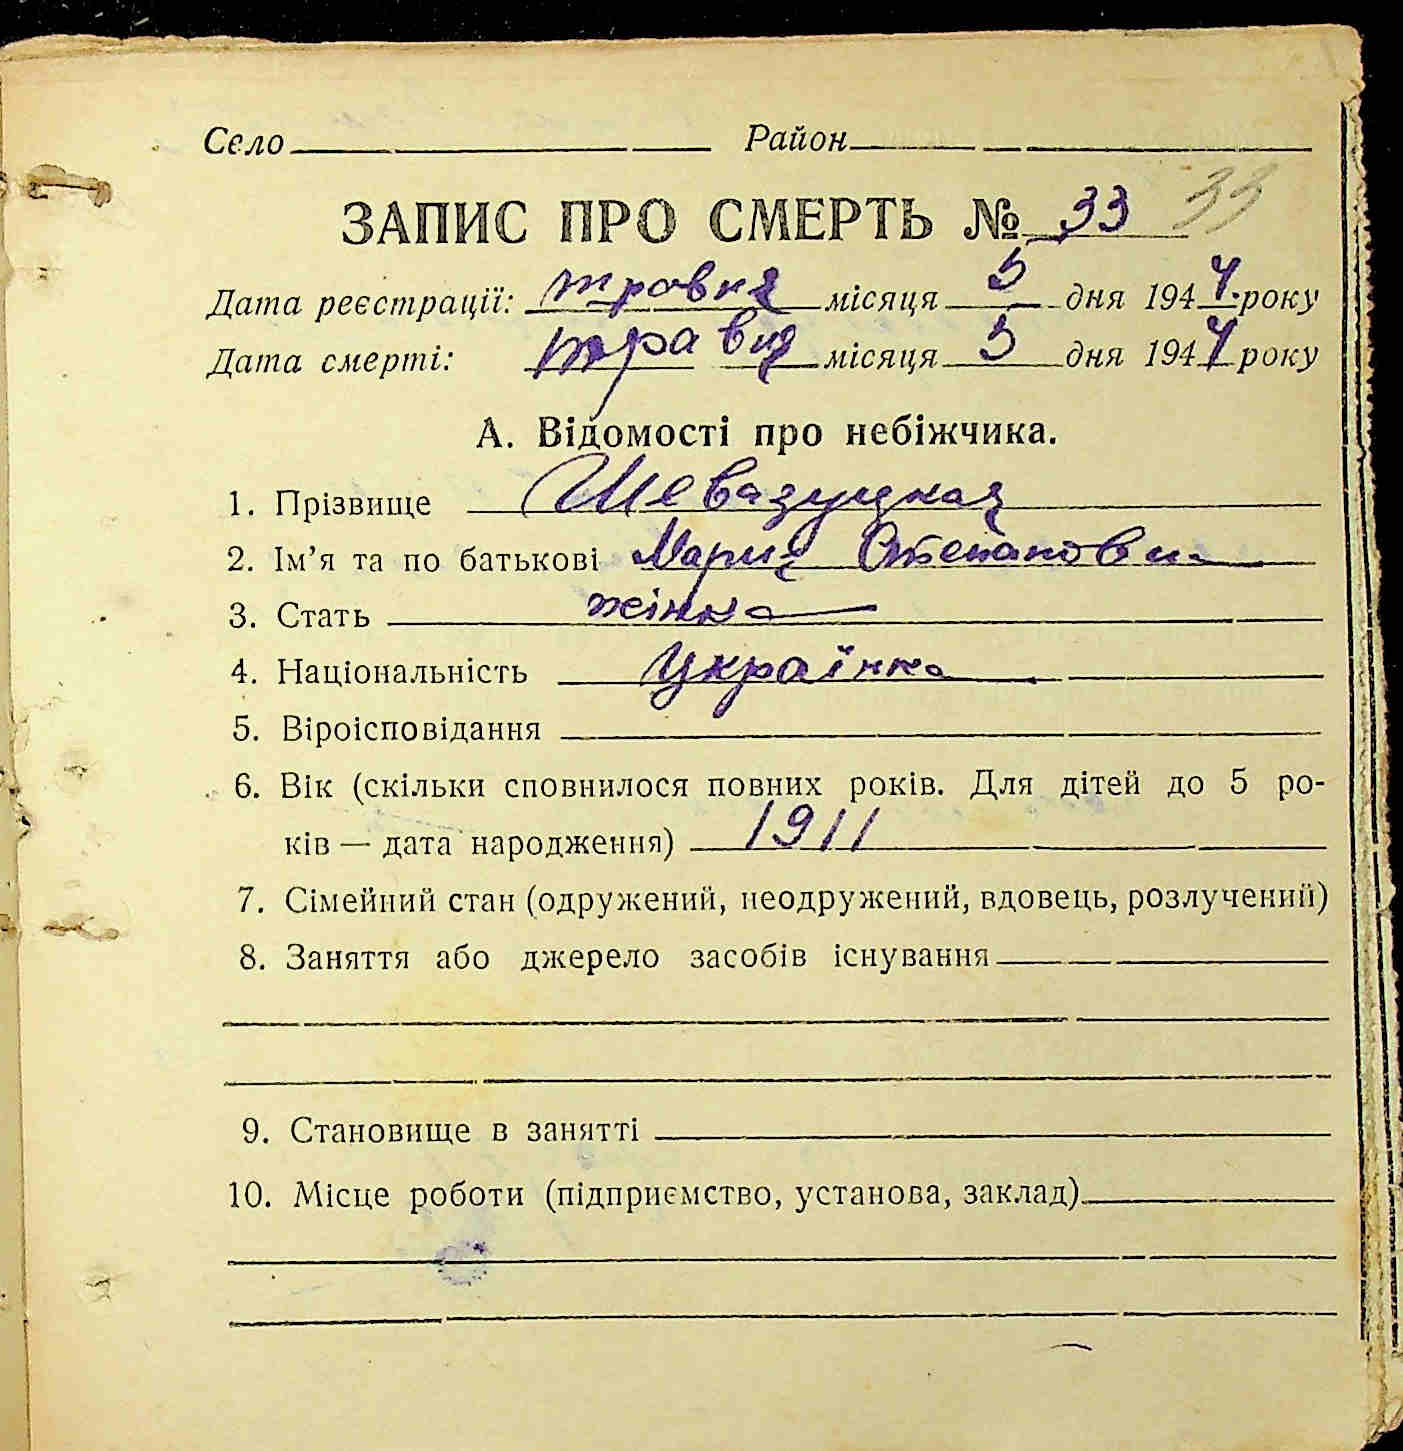 Село Район
ЗАПИС ПРО СМЕРТЬ № 33 33
Дата реєстрації: травня місяця 5 дня 1944 року
Дата смерті: травня місяця 5 дня 1944 року
А. Відомості про небіжчика.
1. Прізвище
2. Ім’я та по батькові Мария Степановна
3. Стать жінка
4. Національність Українка
5. Віроісповідання
6. Вік (скільки сповнилося повних років. Для дітей до 5 ро-
ків — дата народження) 1911
7. Сімейний стан (одружений, неодружений, вдовець, розлучений)
8. Заняття або джерело засобів існування
9. Становище в занятті
10. Місце роботи (підприємство, установа, заклад)